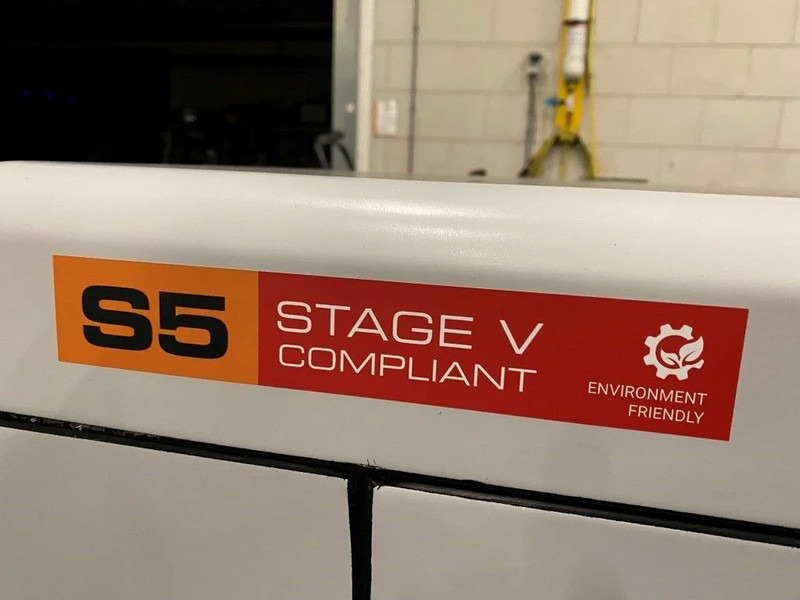 S5
STAGE V
COMPLIANT
ENVIRONMENT
FRIENDLY